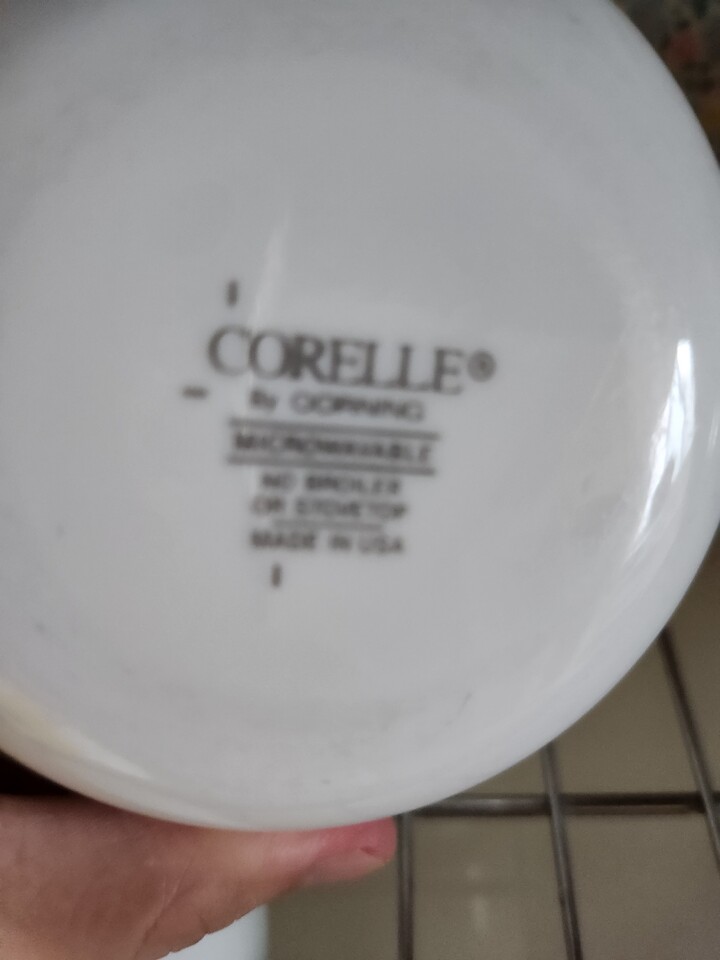 CORELLE®
By CORNING
MICROWAVABLE
NO BROILER
OR STOVETOP
MADE IN USA